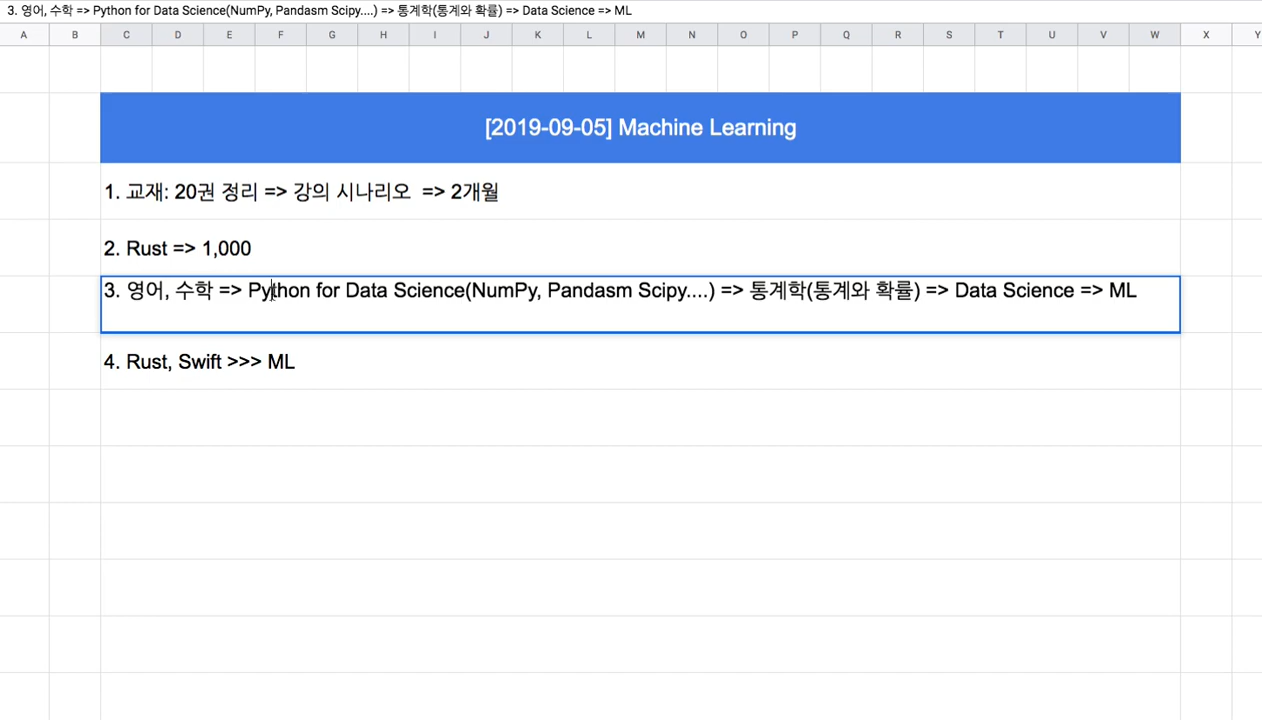 3. 영어, 수학 => Python for Data Science(NumPy, Pandasm Scipy....) => 통계학(통계와 확률) => Data Science => ML
A B C D E F G H I J K L M N O P Q R S T U V W X Y
[2019-09-05] Machine Learning
1. 교재: 20권 정리 => 강의 시나리오 => 2개월
2. Rust => 1,000
3. 영어, 수학 => Python for Data Science(NumPy, Pandasm Scipy....) => 통계학(통계와 확률) => Data Science => ML
4. Rust, Swift >>> ML